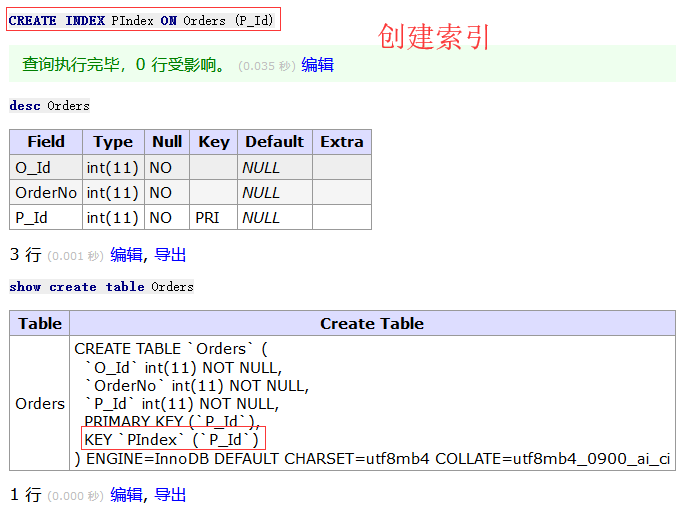 CREATE INDEX PIndex ON Orders (P_Id)
创建索引
查询执行完毕，0 行受影响。 (0.035 秒) 编辑
desc Orders
Field Type Null Key Default Extra
O_Id int(11) NO NULL
OrderNo int(11) NO NULL
P_Id int(11) NO PRI NULL
3 行 (0.001 秒) 编辑, 导出
show create table Orders
Table Create Table
Orders
CREATE TABLE `Orders` (
`O_Id` int(11) NOT NULL,
`OrderNo` int(11) NOT NULL,
`P_Id` int(11) NOT NULL,
PRIMARY KEY (`P_Id`),
KEY `PIndex` (`P_Id`)
) ENGINE=InnoDB DEFAULT CHARSET=utf8mb4 COLLATE=utf8mb4_0900_ai_ci
1 行 (0.000 秒) 编辑, 导出